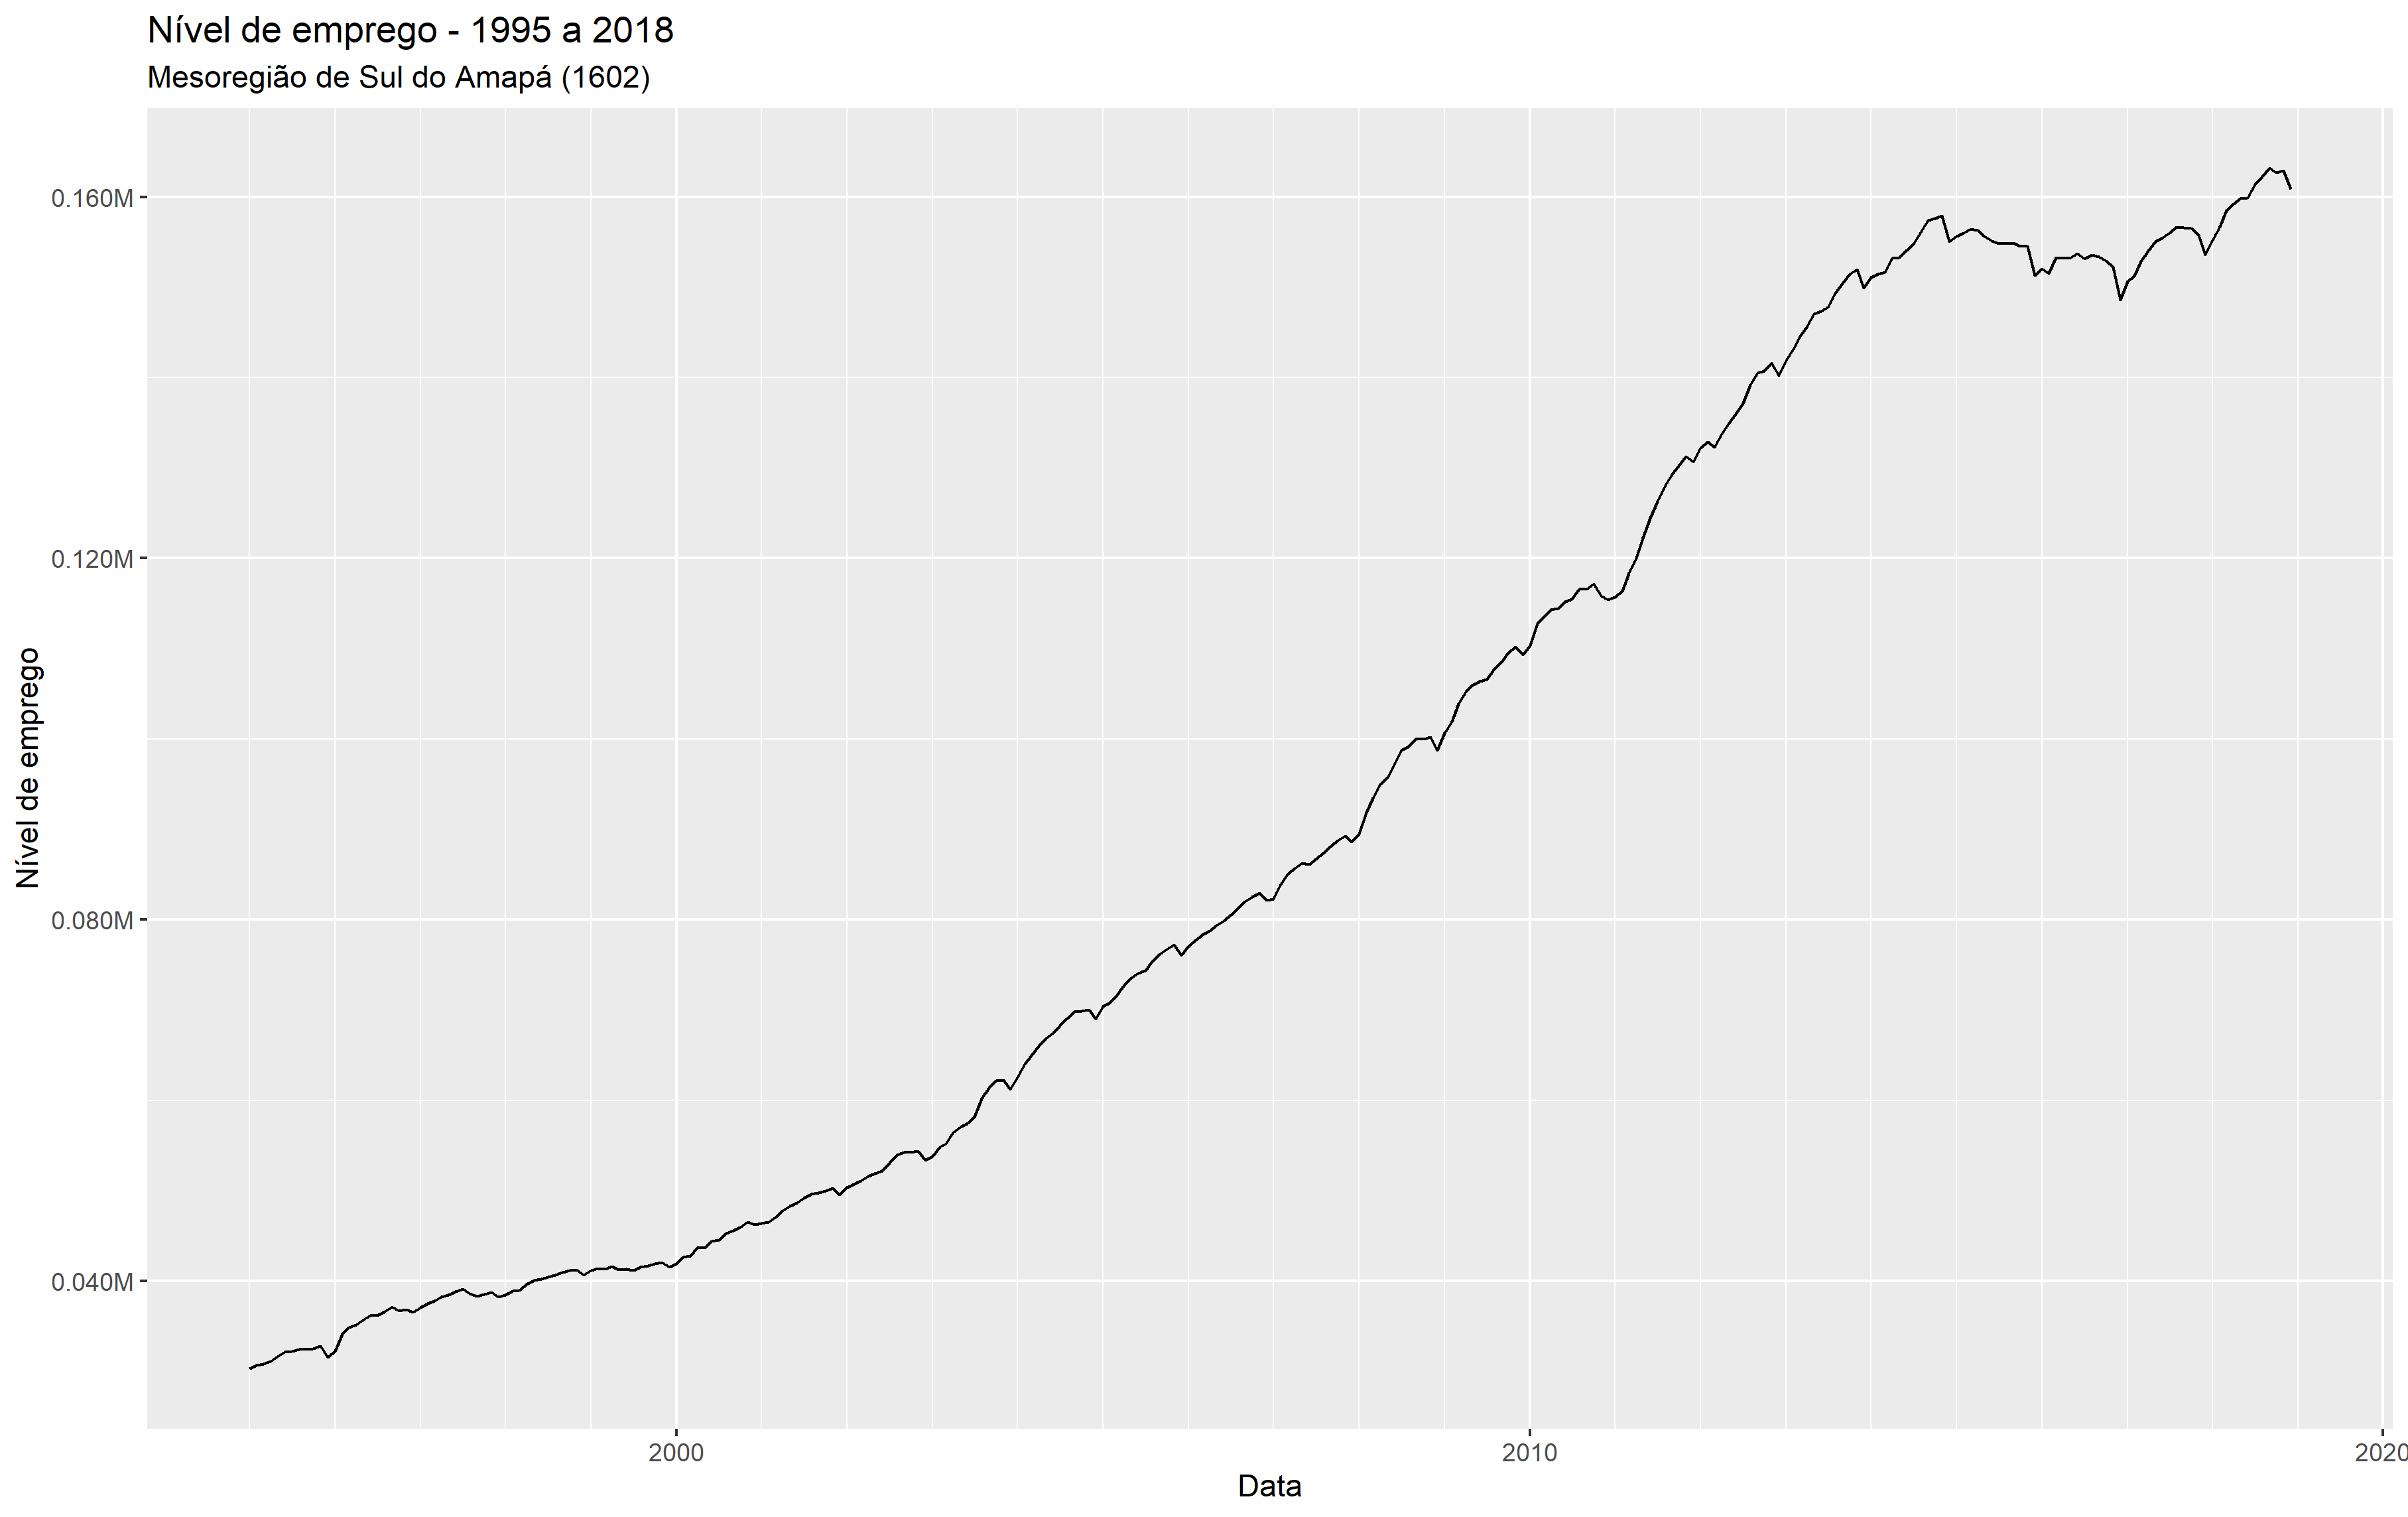 Nível de emprego - 1995 a 2018
Mesoregião de Sul do Amapá (1602)
Nível de emprego
0.160M
0.120M
0.080M
0.040M
2000
2010
2020
Data